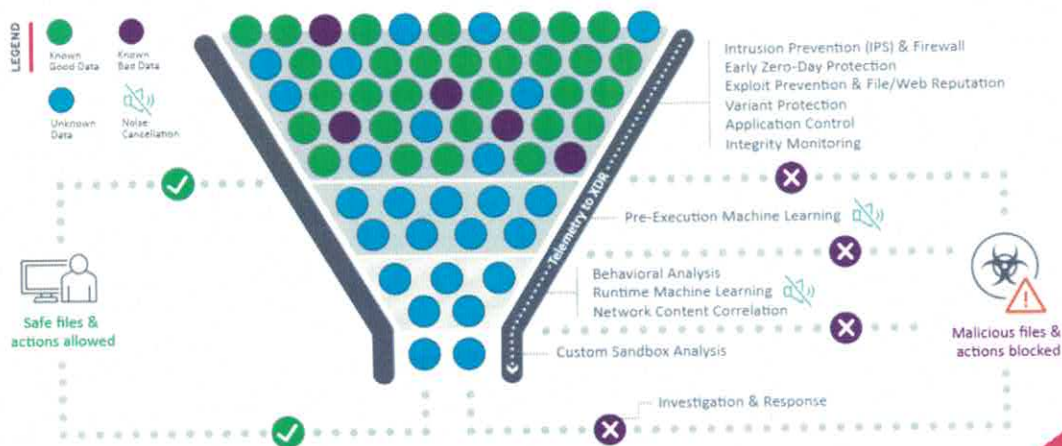 LEGEND
Known
Good Data
Known
Bad Data
Unknown
Data
Noise
Cancellation
Intrusion Prevention (IPS) & Firewall
Early Zero-Day Protection
Exploit Prevention & File/Web Reputation
Variant Protection
Application Control
Integrity Monitoring
Telemetry to XDR
Pre-Execution Machine Learning
Behavioral Analysis
Runtime Machine Learning
Network Content Correlation
Safe files &
actions allowed
Malicious files &
actions blocked
Custom Sandbox Analysis
Investigation & Response